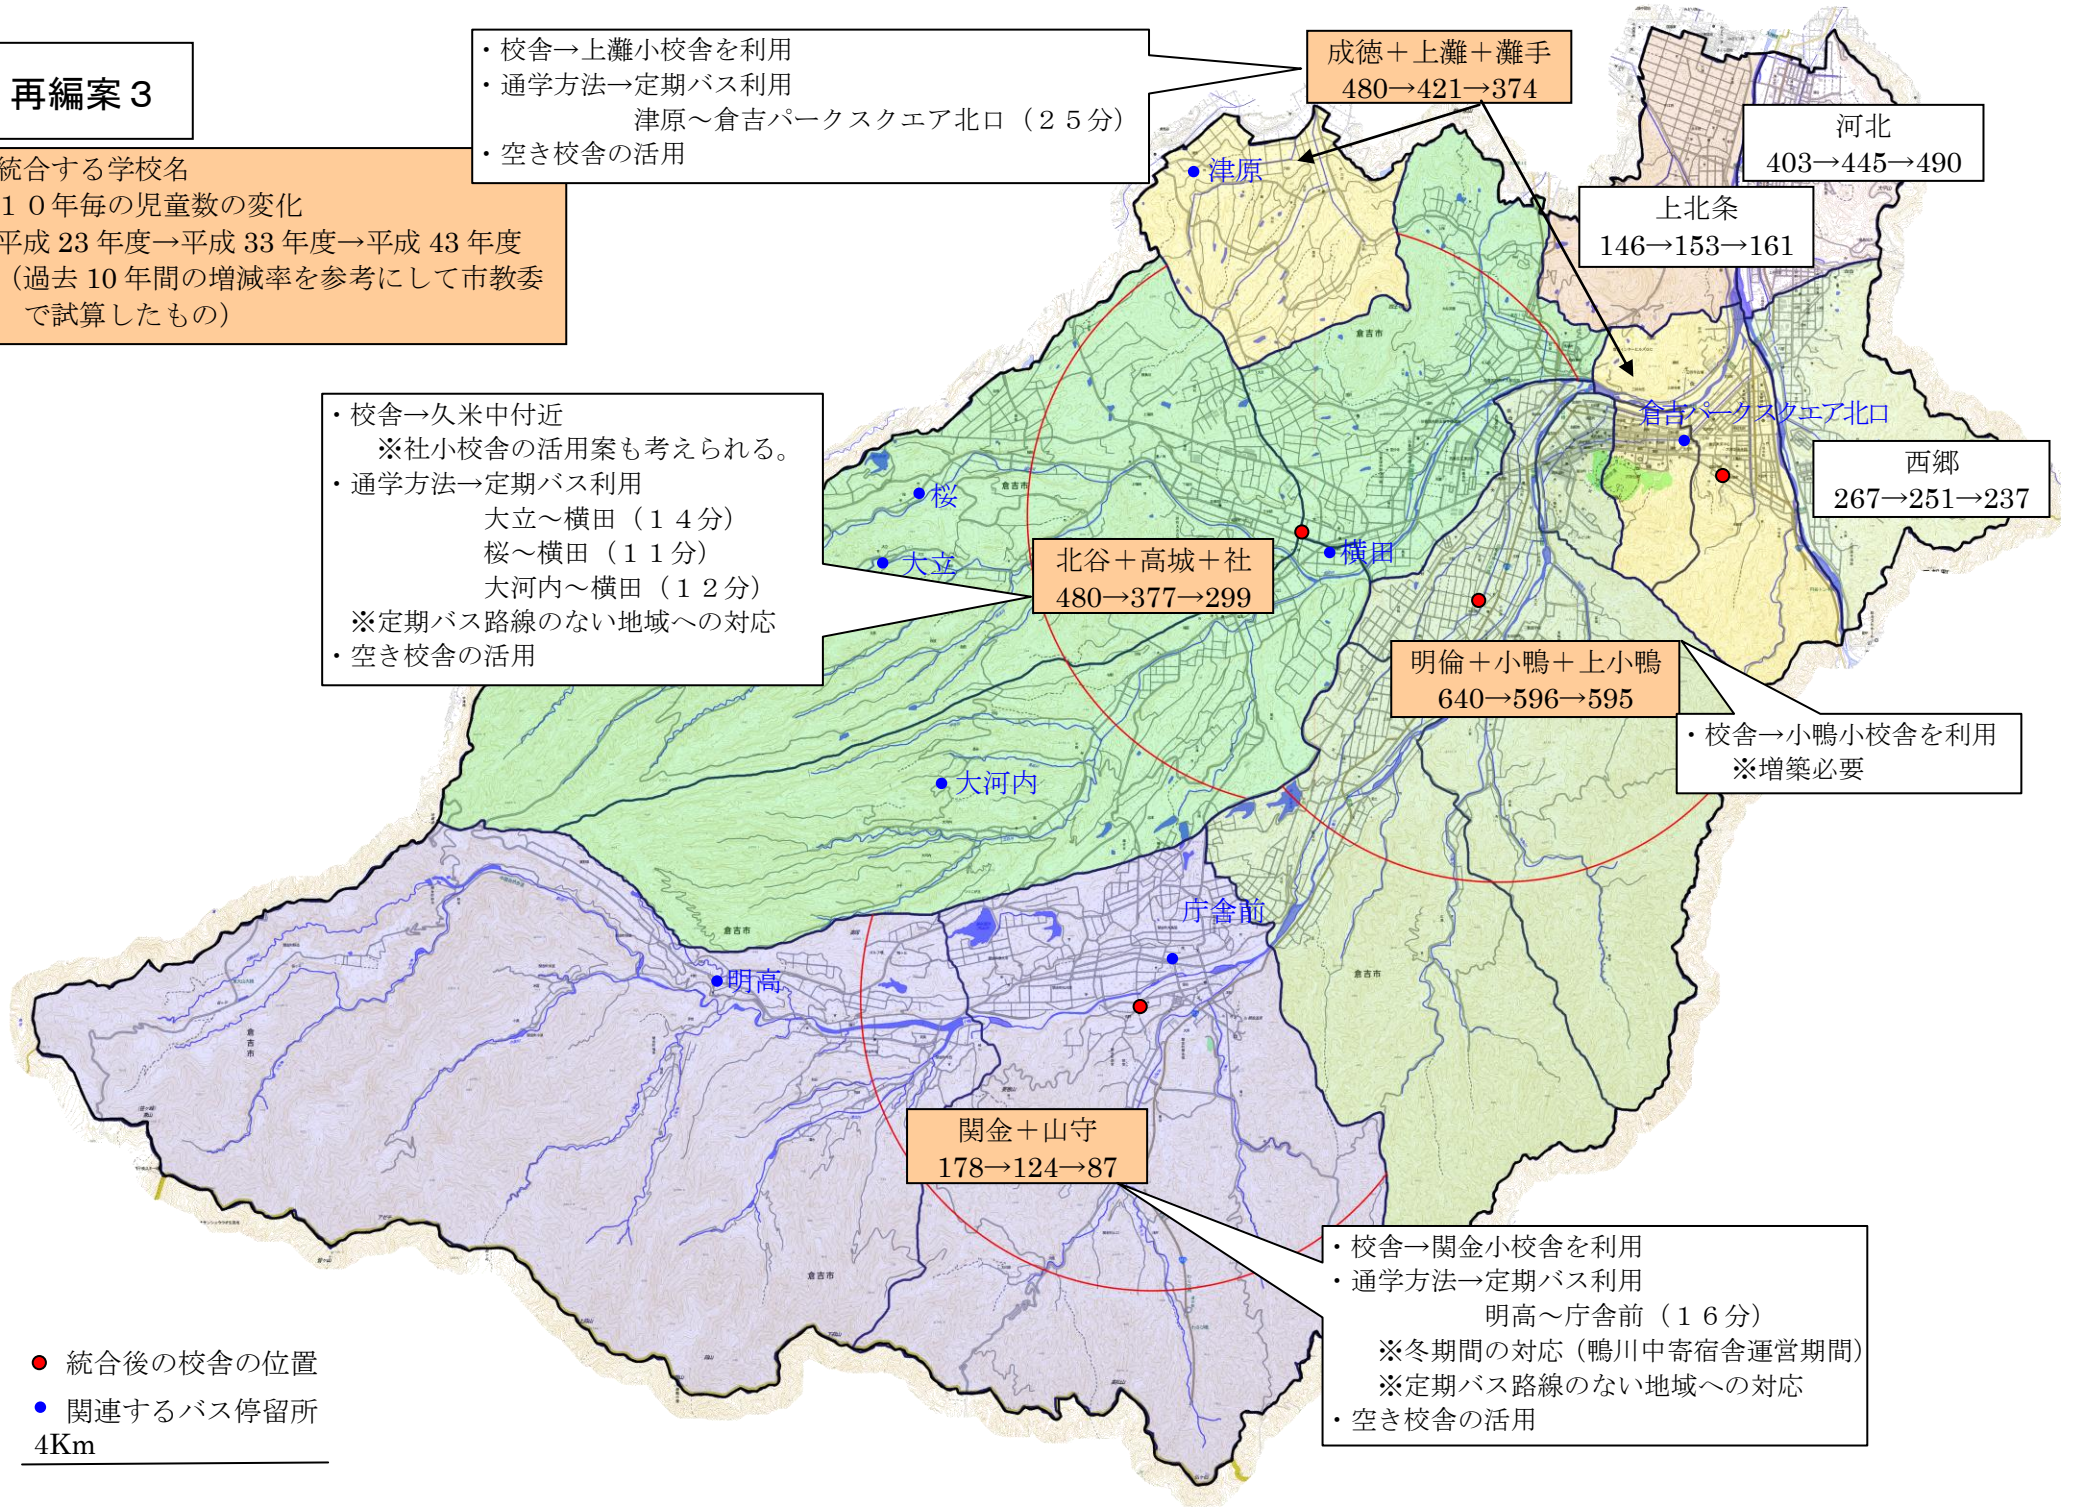 再編案３
統合する学校名
１０年毎の児童数の変化
平成 23 年度→平成 33 年度→平成 43 年度
（過去 10 年間の増減率を参考にして市教委
で試算したもの）
・校舎→上灘小校舎を利用
・通学方法→定期バス利用
津原～倉吉パークスクエア北口（２５分）
・空き校舎の活用
成徳＋上灘＋灘手
480→421→374
河北
403→445→490
上北条
146→153→161
西郷
267→251→237
津原
倉吉市
倉吉パークスクエア北口
・校舎→久米中付近
※社小校舎の活用案も考えられる。
・通学方法→定期バス利用
大立～横田（１４分）
桜～横田（１１分）
大河内～横田（１２分）
※定期バス路線のない地域への対応
・空き校舎の活用
桜
倉吉市
大立
北谷＋高城＋社
480→377→299
横田
明倫＋小鴨＋上小鴨
640→596→595
・校舎→小鴨小校舎を利用
※増築必要
大河内
庁舎前
倉吉市
明高
倉吉市
倉吉市
関金＋山守
178→124→87
倉吉市
・校舎→関金小校舎を利用
・通学方法→定期バス利用
明高～庁舎前（１６分）
※冬期間の対応（鴨川中寄宿舎運営期間）
※定期バス路線のない地域への対応
・空き校舎の活用
統合後の校舎の位置
関連するバス停留所
4Km